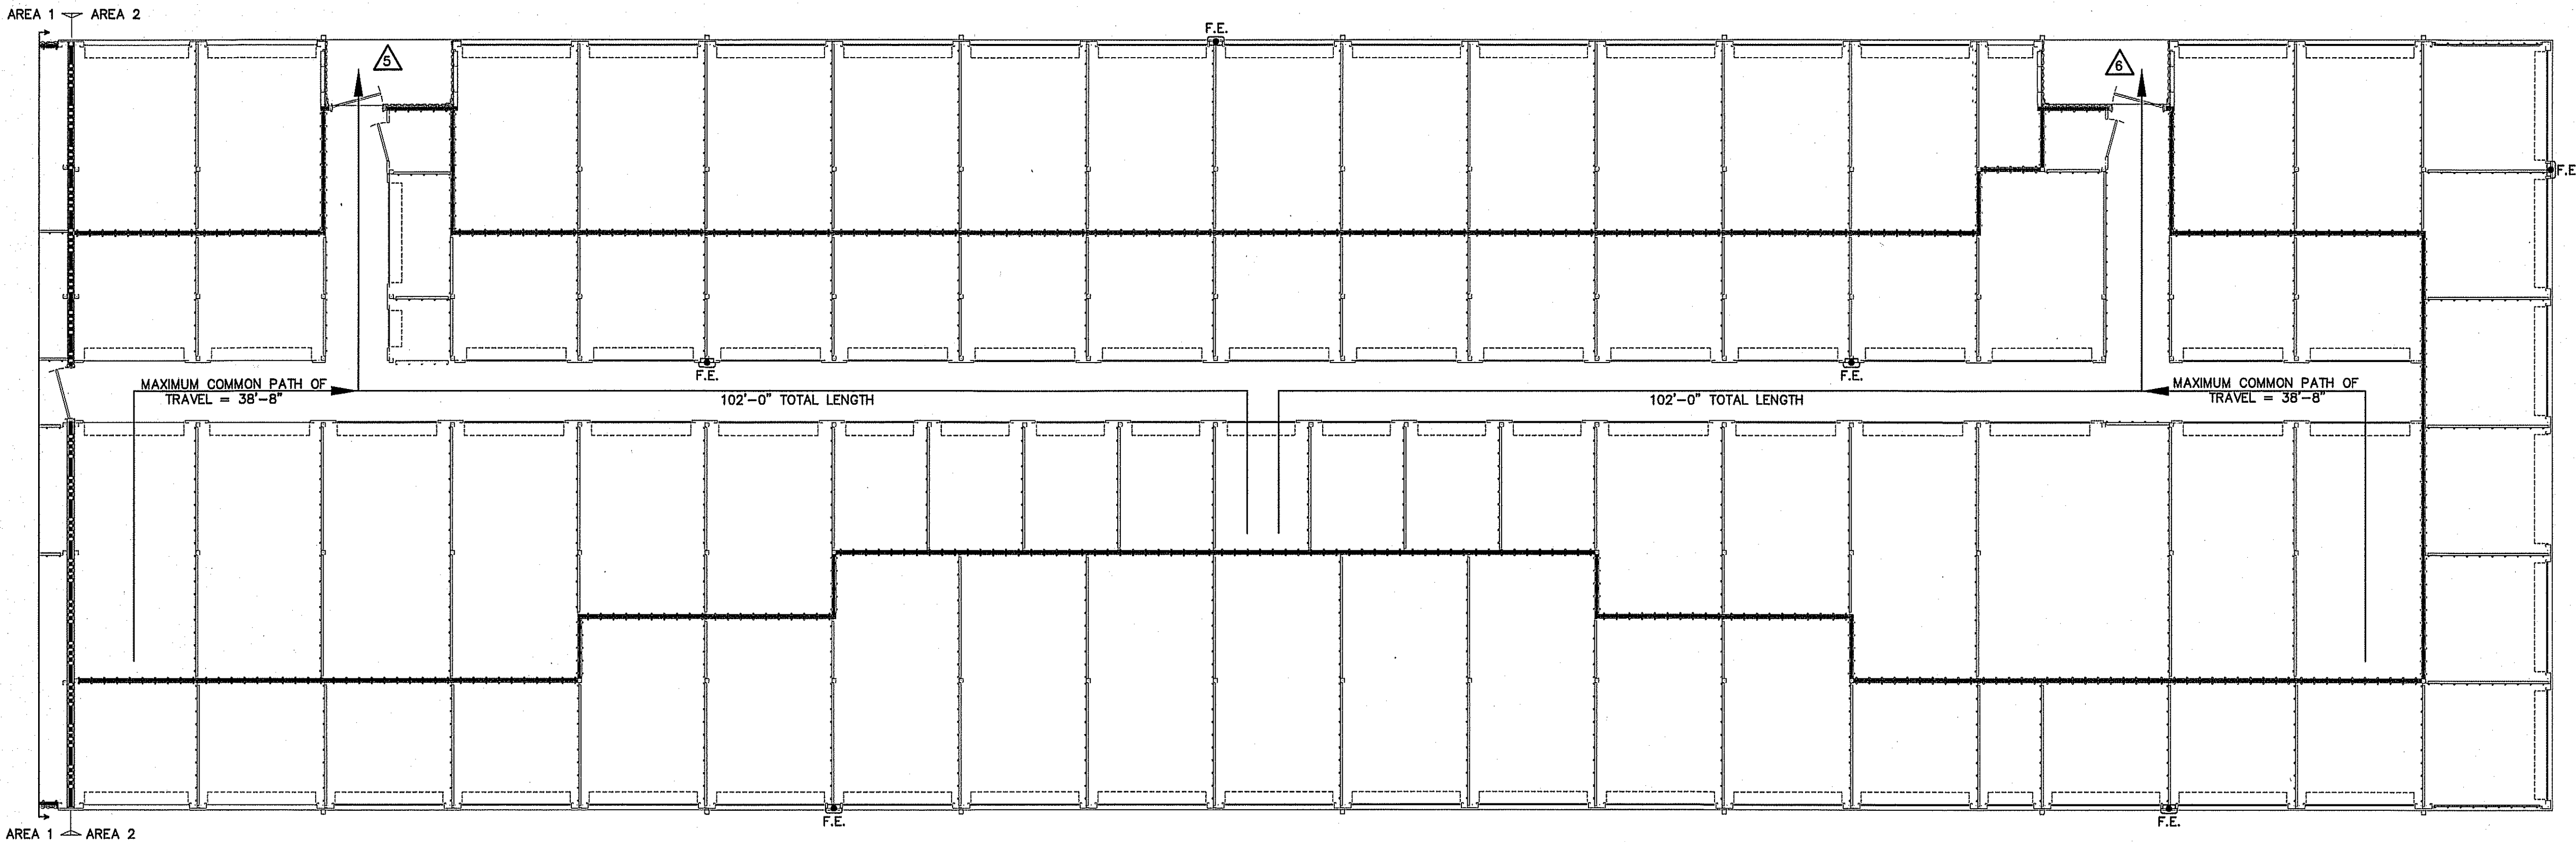 AREA 1 AREA 2
F.E.
5
6
F.E.
F.E.
F.E.
MAXIMUM COMMON PATH OF
TRAVEL = 38'-8"
102'-0" TOTAL LENGTH
102'-0" TOTAL LENGTH
MAXIMUM COMMON PATH OF
TRAVEL = 38'-8"
F.E.
F.E.
AREA 1 AREA 2